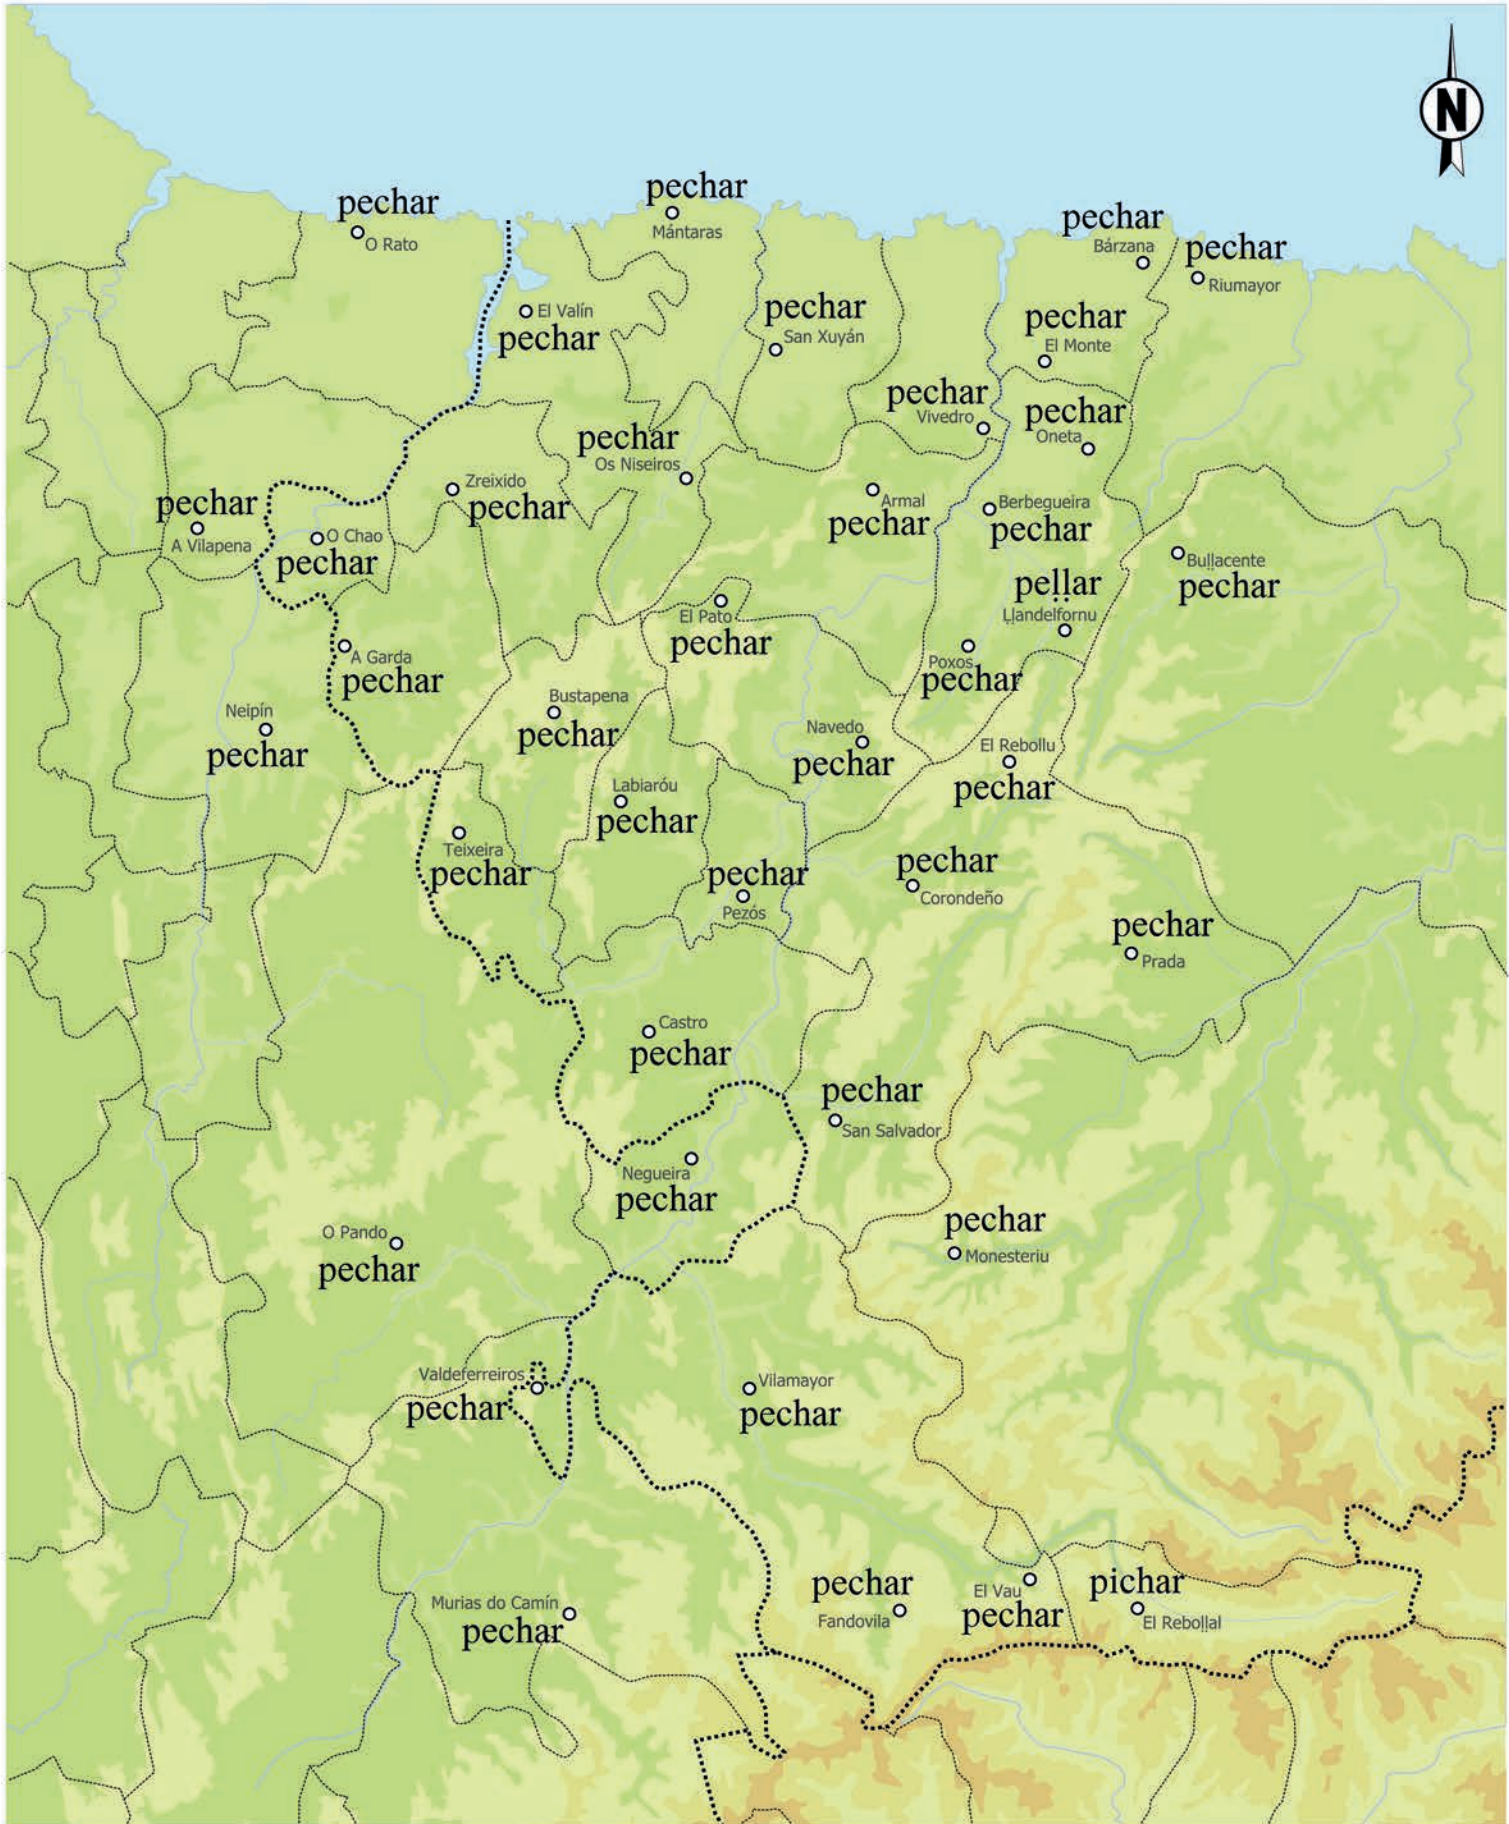 N
pechar
Mántaras
pechar
O Rato
pechar
Bárzana
pechar
Riumayor
El Valín
pechar
pechar
San Xuyán
pechar
El Monte
pechar
Vivedro
pechar
Oneta
pechar
Os Niseiros
Zreixido
pechar
pechar
A Vilapena
O Chao
pechar
Armal
pechar
Berbegueira
pechar
Buḷḷacente
pechar
peḷḷar
Ḷḷandelfornu
El Pato
pechar
A Garda
pechar
Poxos
pechar
Neipín
pechar
Bustapena
pechar
Navedo
pechar
El Rebollu
pechar
Labiaróu
pechar
Teixeira
pechar
pechar
Pezós
pechar
Corondeño
pechar
Prada
Castro
pechar
pechar
San Salvador
Negueira
pechar
O Pando
pechar
pechar
Monesteriu
Valdeferreiros
pechar
Vilamayor
pechar
Murias do Camín
pechar
pechar
Fandovila
El Vau
pechar
pichar
El Reboḷḷal